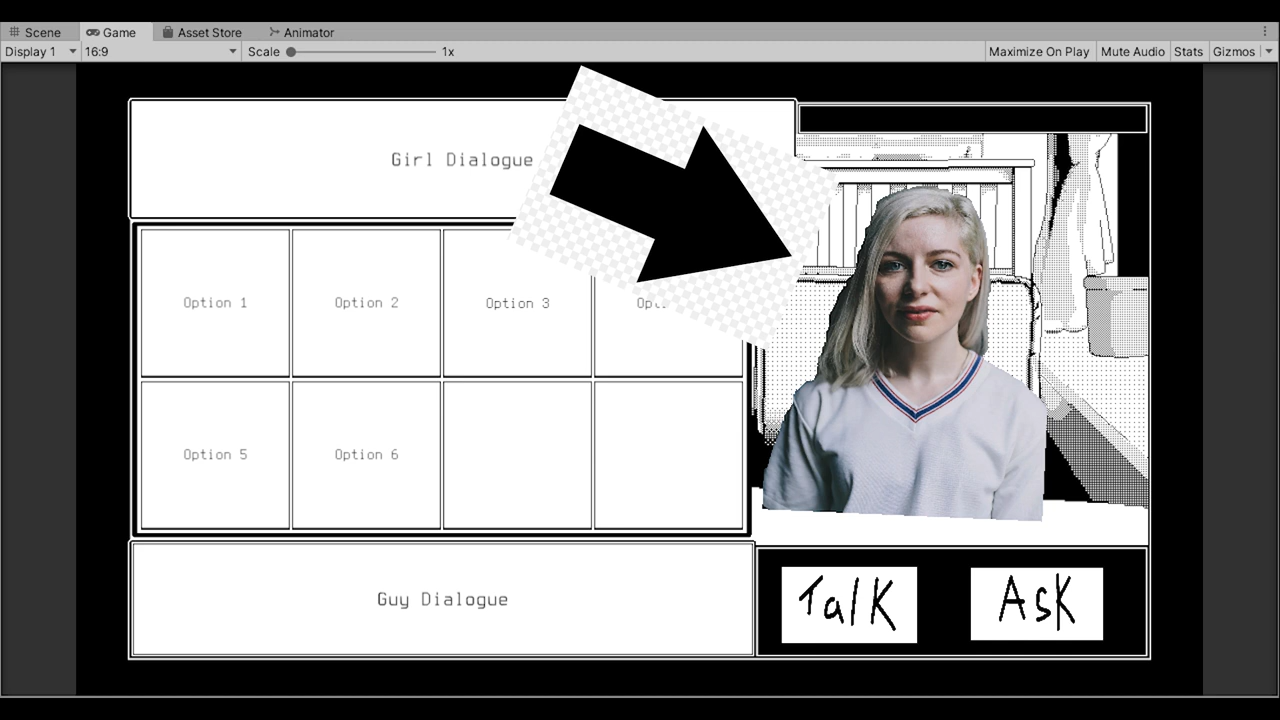 Scene Game Asset Store Animator
Display 1 16:9 Scale 1x Maximize On Play Mute Audio Stats Gizmos
Girl Dialogue
Option 1 Option 2 Option 3
Option 5 Option 6
Guy Dialogue
Talk Ask